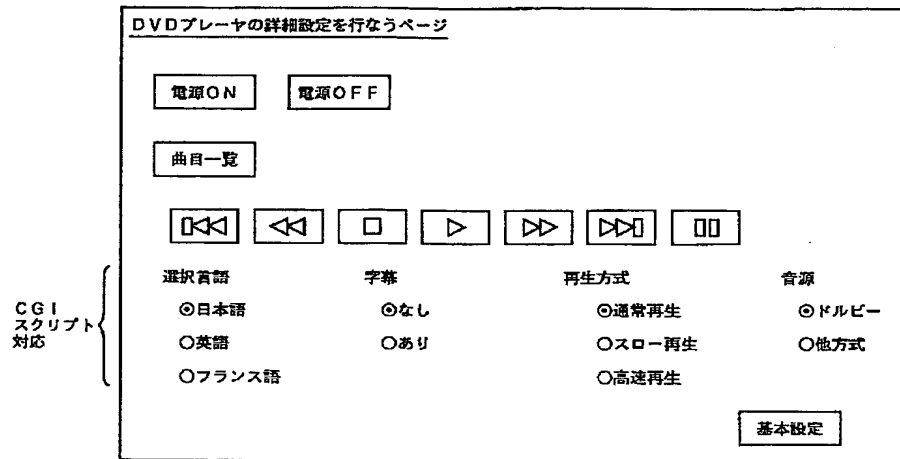 DVDプレーヤの詳細設定を行なうページ
電源ON 電源OFF
曲目一覧
選択言語 字幕 再生方式 音源
CGI
スクリプト
対応
◉日本語 ◉なし ◉通常再生 ◉ドルビー
○英語 ○あり ○スロー再生 ○他方式
○フランス語 ○高速再生
基本設定